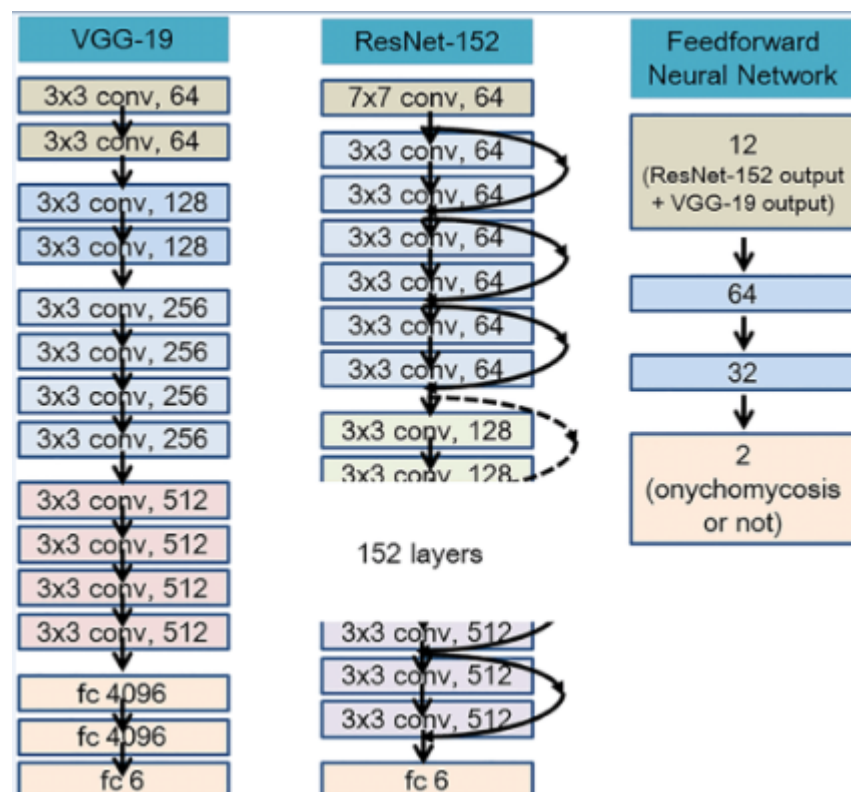 VGG-19
3x3 conv, 64
3x3 conv, 64
3x3 conv, 128
3x3 conv, 128
3x3 conv, 256
3x3 conv, 256
3x3 conv, 256
3x3 conv, 256
3x3 conv, 512
3x3 conv, 512
3x3 conv, 512
3x3 conv, 512
fc 4096
fc 4096
fc 6
ResNet-152
7x7 conv, 64
3x3 conv, 64
3x3 conv, 64
3x3 conv, 64
3x3 conv, 64
3x3 conv, 64
3x3 conv, 64
3x3 conv, 128
3x3 conv, 128
152 layers
3x3 conv, 512
3x3 conv, 512
3x3 conv, 512
fc 6
Feedforward
Neural Network
12
(ResNet-152 output
+ VGG-19 output)
64
32
2
(onychomycosis
or not)